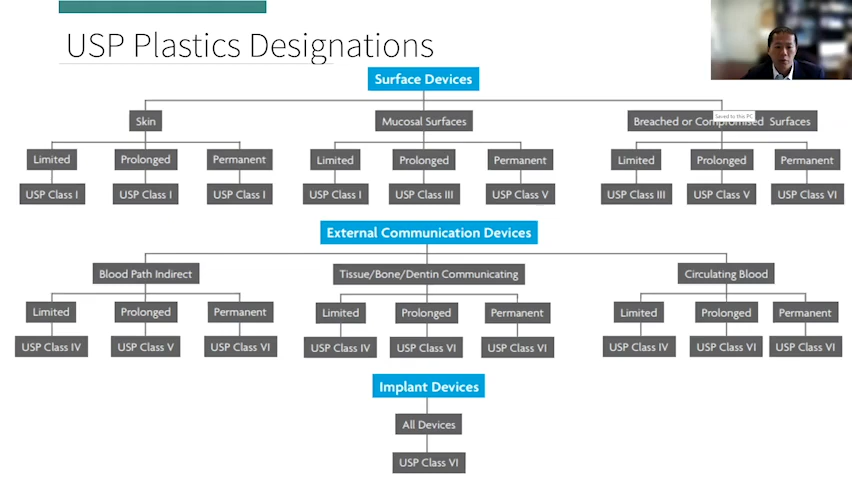 USP Plastics Designations
Surface Devices
Skin Mucosal Surfaces Breached or Compromised Surfaces
Saved to this PC
Limited Prolonged Permanent Limited Prolonged Permanent Limited Prolonged Permanent
USP Class I USP Class I USP Class I USP Class I USP Class III USP Class V USP Class III USP Class V USP Class VI
External Communication Devices
Blood Path Indirect Tissue/Bone/Dentin Communicating Circulating Blood
Limited Prolonged Permanent Limited Prolonged Permanent Limited Prolonged Permanent
USP Class IV USP Class V USP Class VI USP Class IV USP Class VI USP Class VI USP Class IV USP Class VI USP Class VI
Implant Devices
All Devices
USP Class VI